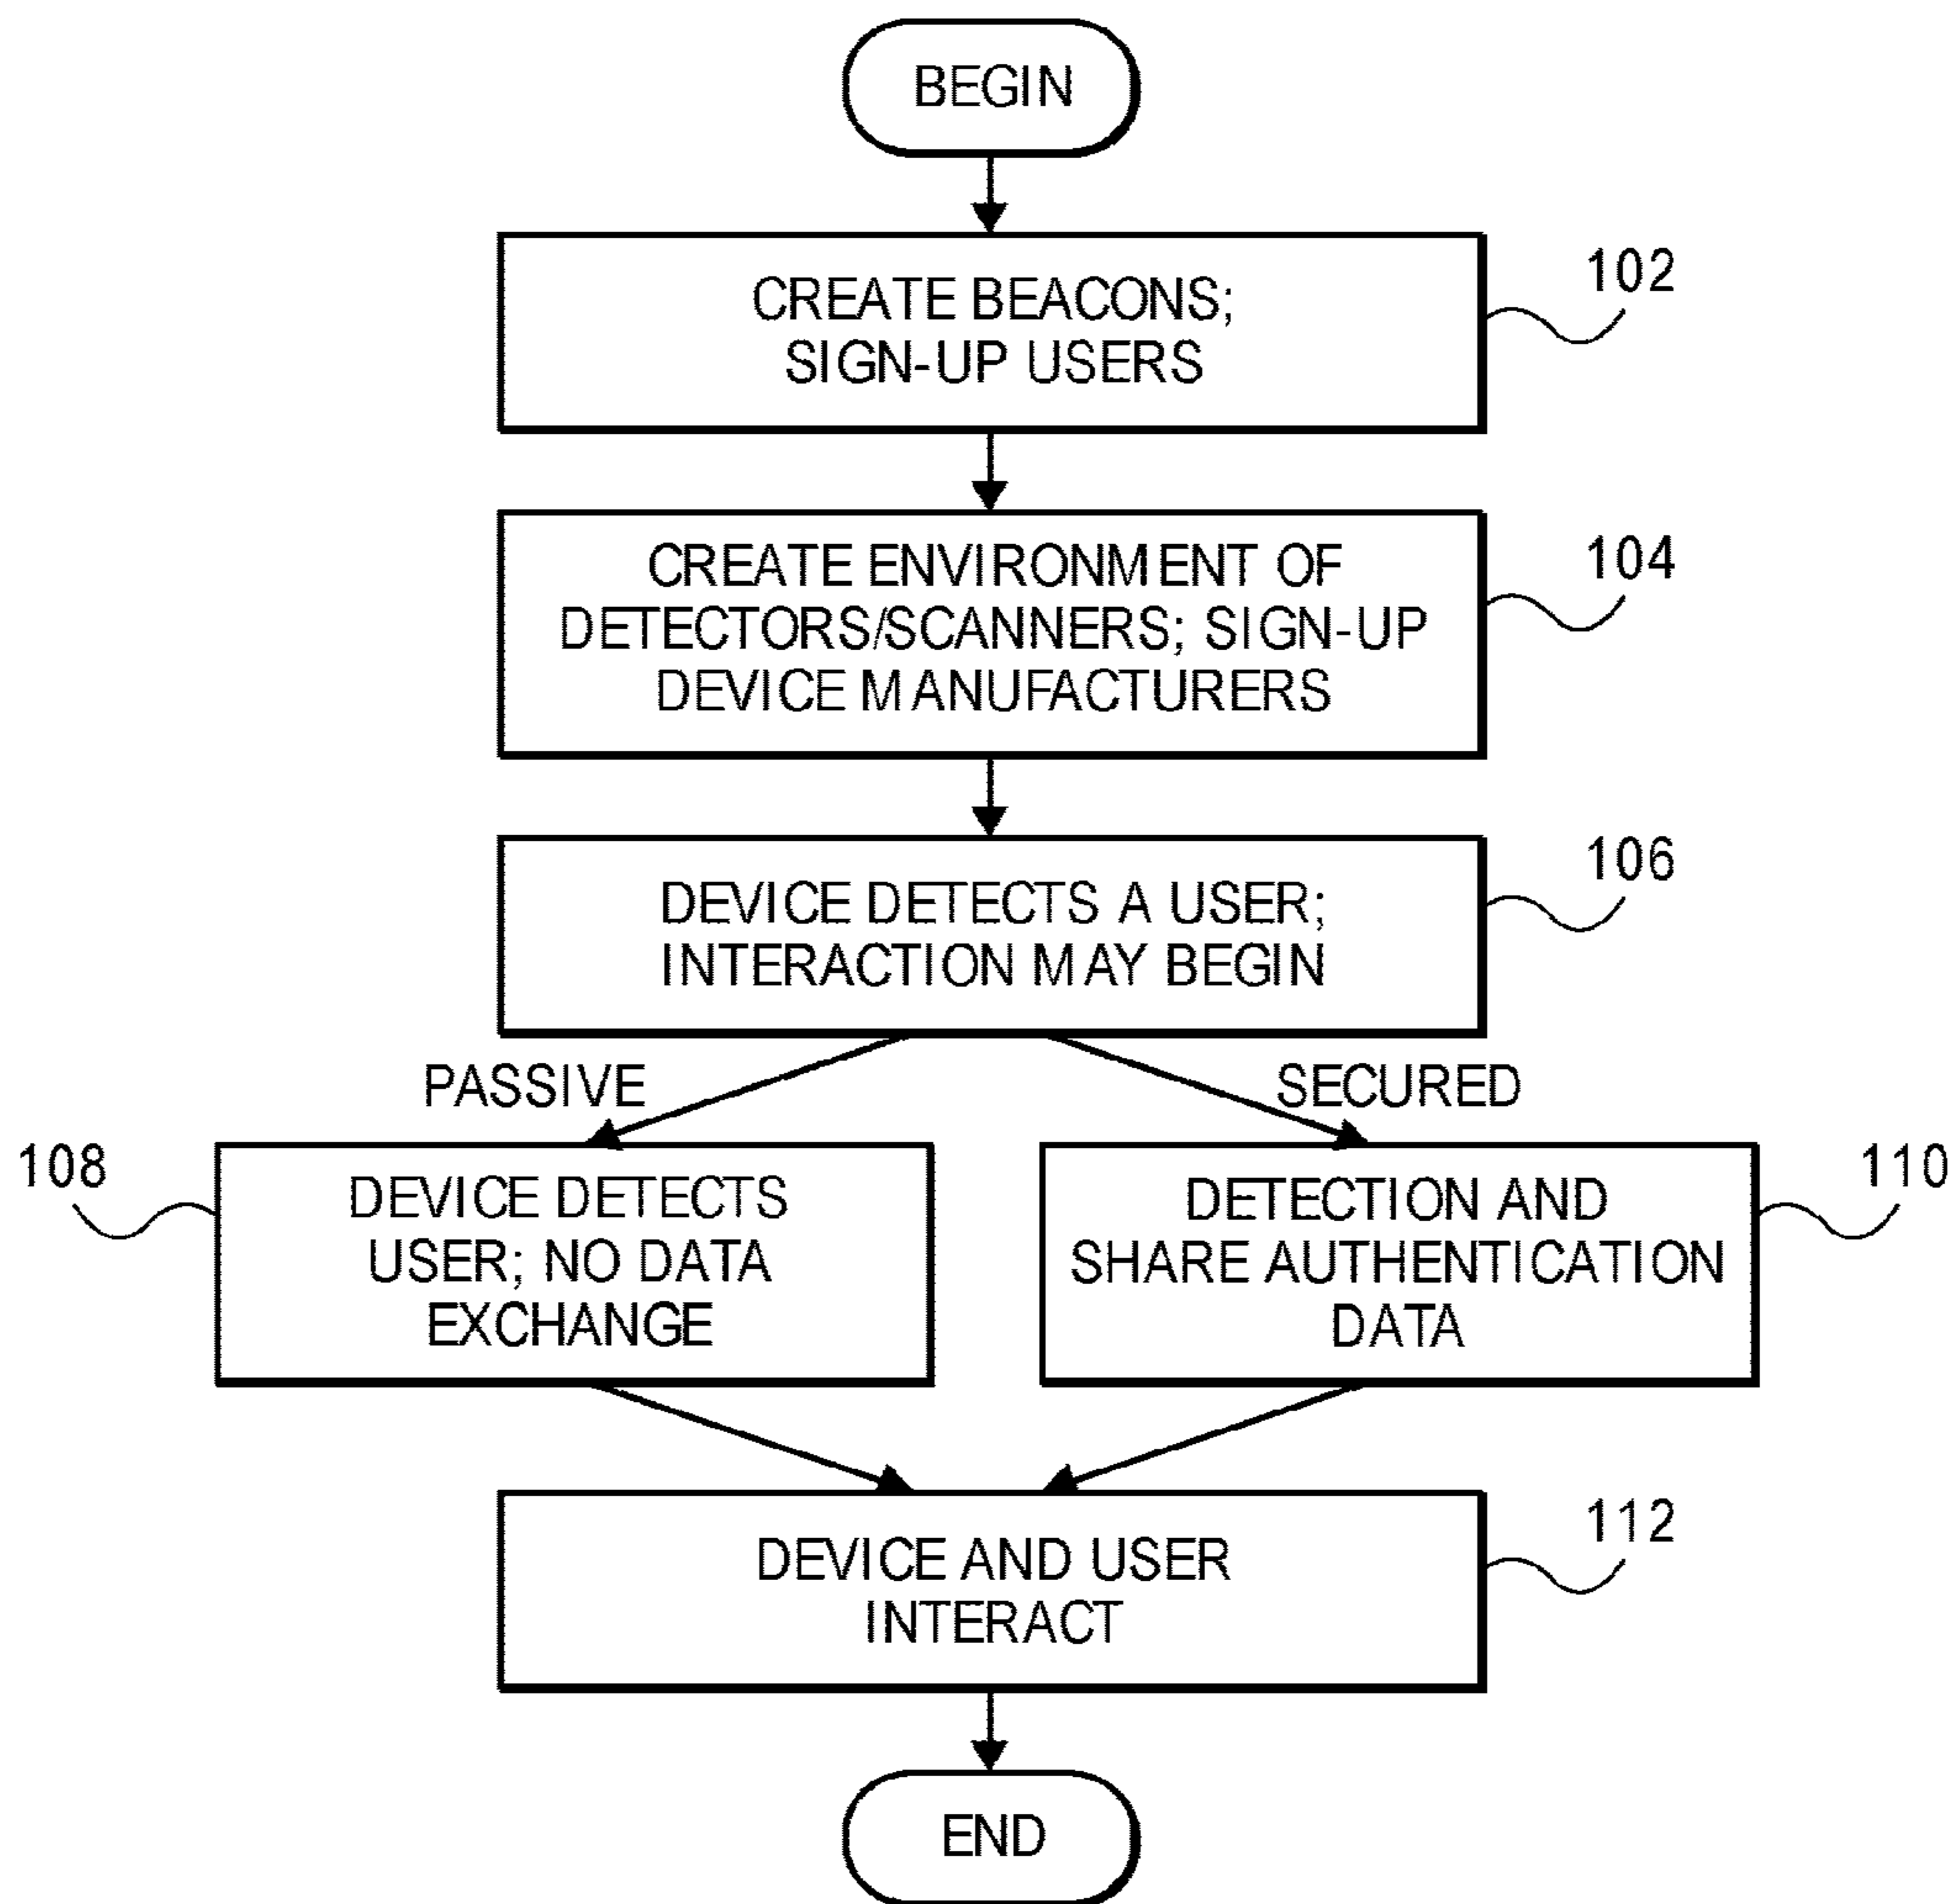 BEGIN
CREATE BEACONS;
SIGN-UP USERS
102
CREATE ENVIRONMENT OF
DETECTORS/SCANNERS; SIGN-UP
DEVICE MANUFACTURERS
104
DEVICE DETECTS A USER;
INTERACTION MAY BEGIN
106
PASSIVE
SECURED
108
DEVICE DETECTS
USER; NO DATA
EXCHANGE
DETECTION AND
SHARE AUTHENTICATION
DATA
110
DEVICE AND USER
INTERACT
112
END